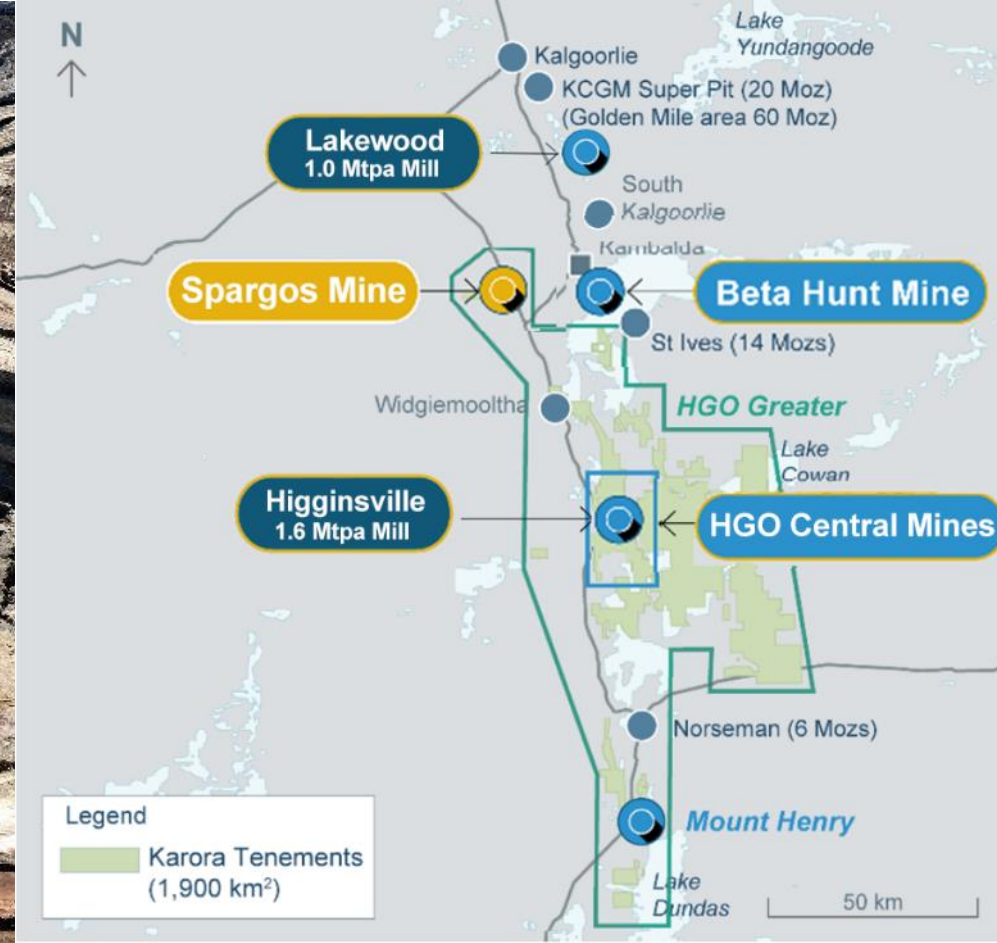 N
Lake
Yundangoode
Kalgoorlie
KCGM Super Pit (20 Moz)
(Golden Mile area 60 Moz)
Lakewood
1.0 Mtpa Mill
South
Kalgoorlie
Kambalda
Spargos Mine
Beta Hunt Mine
St Ives (14 Mozs)
Widgiemooltha
HGO Greater
Lake
Cowan
Higginsville
1.6 Mtpa Mill
HGO Central Mines
Norseman (6 Mozs)
Mount Henry
Legend
Karora Tenements
(1,900 km²)
Lake
Dundas
50 km